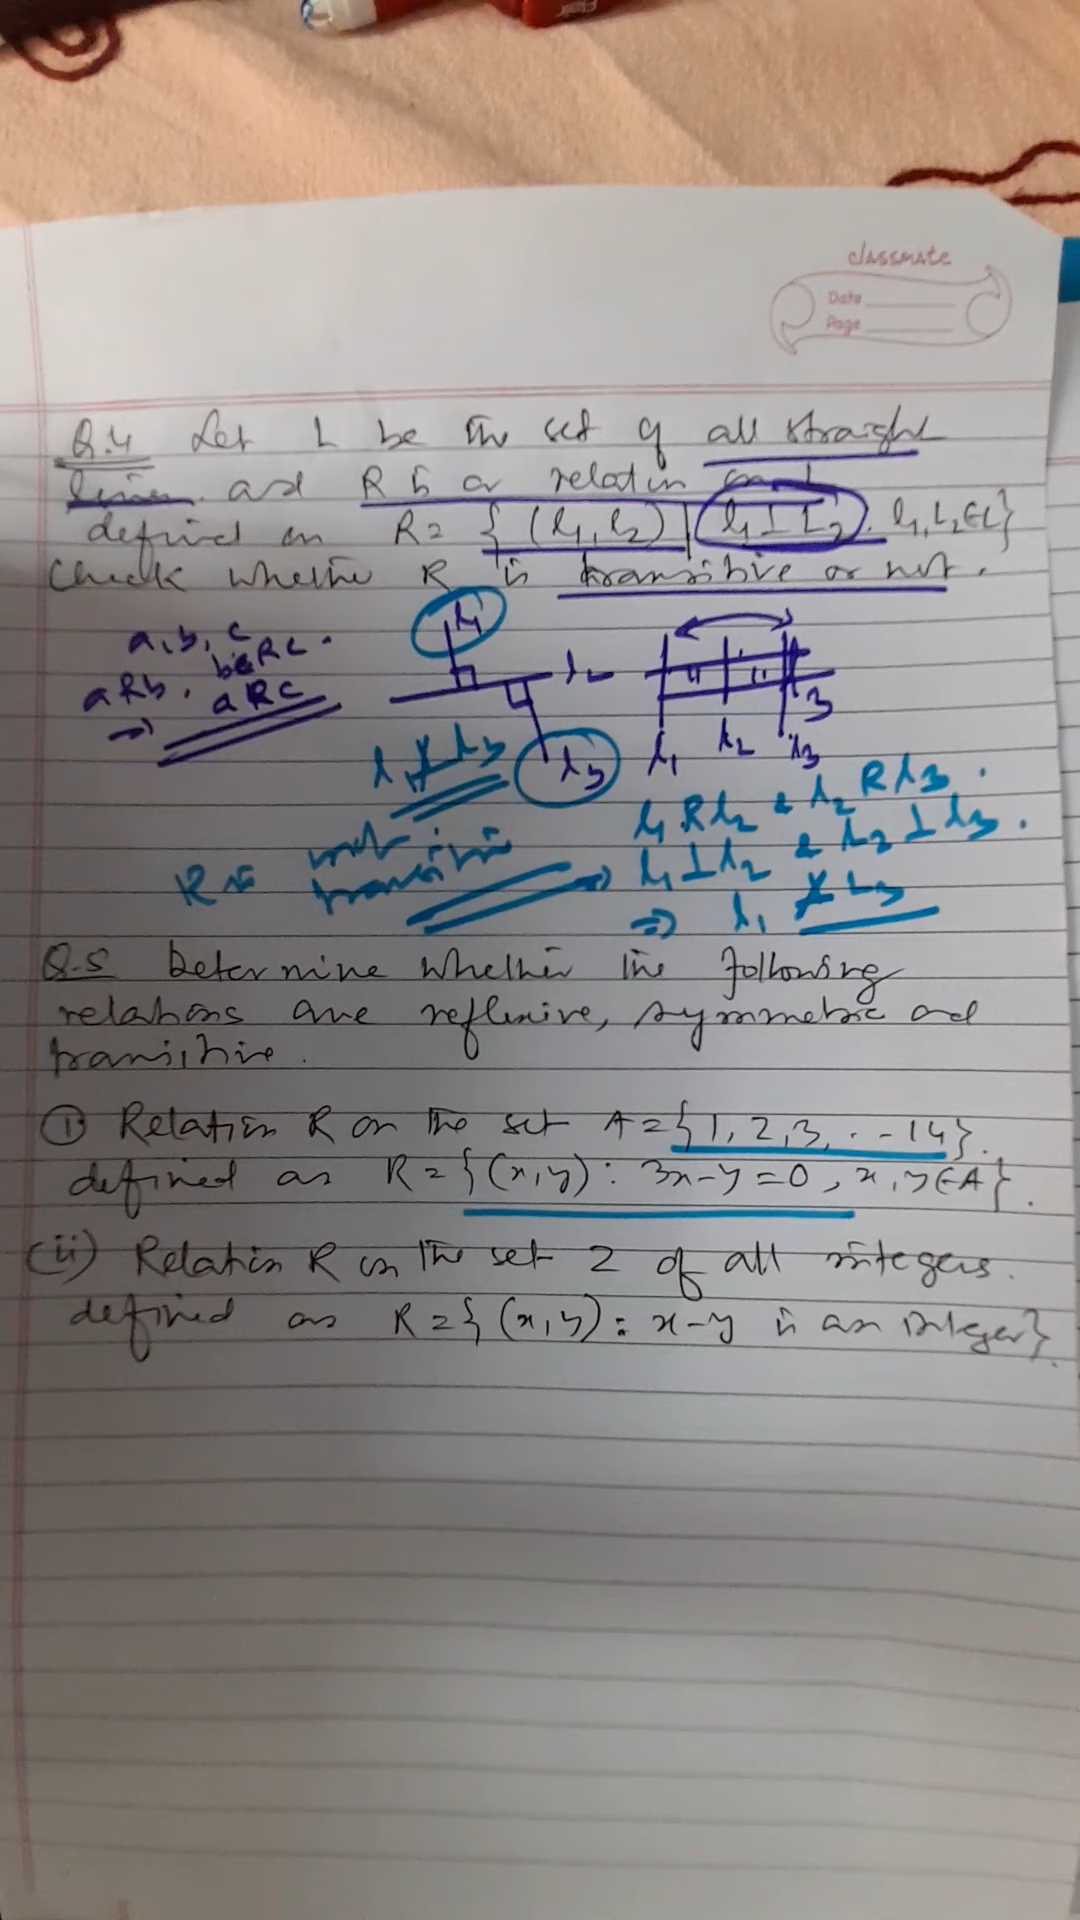 Flair
classmate
Date
Page
Q.4 Let L be the set of all straight
lines and R is a relation on L
defined as R = { (l₁, l₂) | l₁ ⊥ L₂, l₁, L₂ ∈ L}
Check whether R is transitive or not.
a, b, c
aRb, bRc.
⇒ aRc
l₁
l₂
l₃
l₁ ⊥̸ l₃
l₁ l₂ l₃
l₁ R l₂ & l₂ R l₃.
⇒ l₁ ⊥ l₂ & l₂ ⊥ l₃.
⇒ l₁ ⊥̸ L₃
R is not
transitive
Q.5 Determine whether the following
relations are reflexive, symmetric and
transitive.
① Relation R on the set A = {1, 2, 3, . . - 14}.
defined as R = {(x, y) : 3x - y = 0, x, y ∈ A}.
(ii) Relation R on the set Z of all integers.
defined as R = { (x, y) : x - y is an integer}.